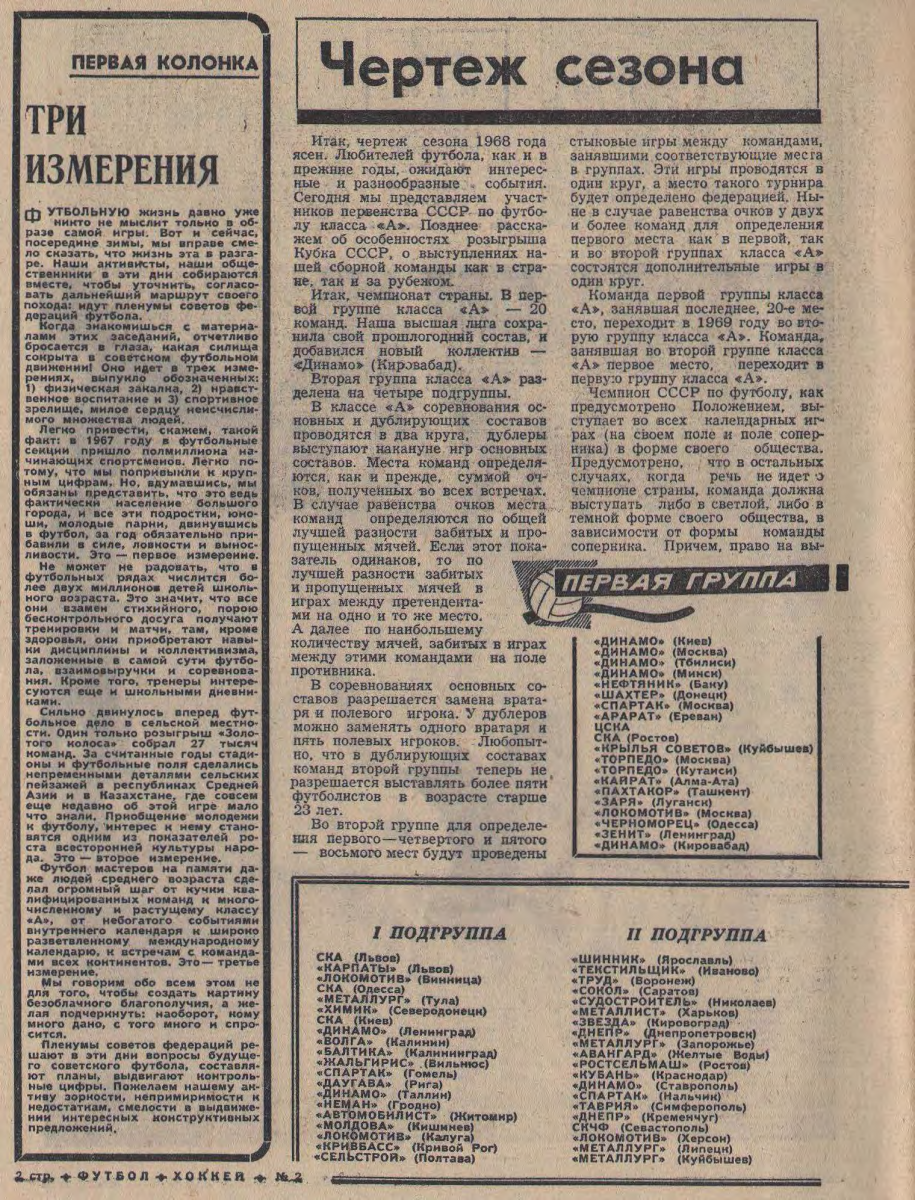 ПЕРВАЯ КОЛОНКА
ТРИ
ИЗМЕРЕНИЯ
ФУТБОЛЬНУЮ жизнь давно уже
никто не мыслит только в об-
разе самой игры. Вот и сейчас,
посередине зимы, мы вправе сме-
ло сказать, что жизнь эта в разга-
ре. Наши активисты, наши обще-
ственники в эти дни собираются
вместе, чтобы уточнить, согласо-
вать дальнейший маршрут своего
похода: идут пленумы советов фе-
дераций футбола.
Когда знакомишься с материа-
лами этих заседаний, отчетливо
бросается в глаза, какая силища
сокрыта в советском футбольном
движении! Оно идет в трех изме-
рениях, выпукло обозначенных:
1) физическая закалка, 2) нравст-
венное воспитание и 3) спортивное
зрелище, милое сердцу неисчисли-
мого множества людей.
Легко привести, скажем, такой
факт: в 1967 году в футбольные
секции пришло полмиллиона на-
чинающих спортсменов. Легко по-
тому, что мы попривыкли к круп-
ным цифрам. Но, вдумавшись, мы
обязаны представить, что это ведь
фактически население большого
города, и все эти подростки, юно-
ши, молодые парни, двинувшись
в футбол, за год обязательно при-
бавили в силе, ловкости и вынос-
ливости. Это — первое измерение.
Не может не радовать, что в
футбольных рядах числится бо-
лее двух миллионов детей школь-
ного возраста. Это значит, что все
они взамен стихийного, порою
бесконтрольного досуга получают
тренировки и матчи, там, кроме
здоровья, они приобретают навы-
ки дисциплины и коллективизма,
заложенные в самой сути футбо-
ла, взаимовыручки и соревнова-
ния. Кроме того, тренеры интере-
суются еще и школьными дневни-
ками.
Сильно двинулось вперед фут-
больное дело в сельской местно-
сти. Один только розыгрыш «Золо-
того колоса» собрал 27 тысяч
команд. За считанные годы стади-
оны и футбольные поля сделались
непременными деталями сельских
пейзажей в республиках Средней
Азии и в Казахстане, где совсем
еще недавно об этой игре мало
что знали. Приобщение молодежи
к футболу, интерес к нему стано-
вятся одним из показателей ро-
ста всесторонней культуры наро-
да. Это — второе измерение.
Футбол мастеров на памяти да-
же людей среднего возраста сде-
лал огромный шаг от кучки ква-
лифицированных команд к много-
численному и растущему классу
«А», от небогатого событиями
внутреннего календаря к широко
разветвленному международному
календарю, к встречам с команда-
ми всех континентов. Это — третье
измерение.
Мы говорим обо всем этом не
для того, чтобы создать картину
безоблачного благополучия, а же-
лая подчеркнуть: наоборот, кому
много дано, с того много и спро-
сится.
Пленумы советов федераций ре-
шают в эти дни вопросы будуще-
го советского футбола, составля-
ют планы, выдвигают контроль-
ные цифры. Пожелаем нашему ак-
тиву зоркости, непримиримости к
недостаткам, смелости в выдвиже-
нии интересных конструктивных
предложений.
Чертеж сезона
Итак, чертеж сезона 1968 года
ясен. Любителей футбола, как и в
прежние годы, ожидают интерес-
ные и разнообразные события.
Сегодня мы представляем участ-
ников первенства СССР по футбо-
лу класса «А». Позднее расска-
жем об особенностях розыгрыша
Кубка СССР, о выступлениях на-
шей сборной команды как в стра-
не, так и за рубежом.
Итак, чемпионат страны. В пер-
вой группе класса «А» — 20
команд. Наша высшая лига сохра-
нила свой прошлогодний состав, и
добавился новый коллектив —
«Динамо» (Кировабад).
Вторая группа класса «А» раз-
делена на четыре подгруппы.
В классе «А» соревнования ос-
новных и дублирующих составов
проводятся в два круга, дублеры
выступают накануне игр основных
составов. Места команд определя-
ются, как и прежде, суммой оч-
ков, полученных во всех встречах.
В случае равенства очков места
команд определяются по общей
лучшей разности забитых и про-
пущенных мячей. Если этот пока-
затель одинаков, то по
лучшей разности забитых
и пропущенных мячей в
играх между претендента-
ми на одно и то же место.
А далее по наибольшему
количеству мячей, забитых в играх
между этими командами на поле
противника.
В соревнованиях основных со-
ставов разрешается замена врата-
ря и полевого игрока. У дублеров
можно заменять одного вратаря и
пять полевых игроков. Любопыт-
но, что в дублирующих составах
команд второй группы теперь не
разрешается выставлять более пяти
футболистов в возрасте старше
23 лет.
Во второй группе для определе-
ния первого—четвертого и пятого
— восьмого мест будут проведены
стыковые игры между командами,
занявшими соответствующие места
в группах. Эти игры проводятся в
один круг, а место такого турнира
будет определено федерацией. Ны-
не в случае равенства очков у двух
и более команд для определения
первого места как в первой, так
и во второй группах класса «А»
состоятся дополнительные игры в
один круг.
Команда первой группы класса
«А», занявшая последнее, 20-е ме-
сто, переходит в 1969 году во вто-
рую группу класса «А». Команда,
занявшая во второй группе класса
«А» первое место, переходит в
первую группу класса «А».
Чемпион СССР по футболу, как
предусмотрено Положением, вы-
ступает во всех календарных иг-
рах (на своем поле и поле сопер-
ника) в форме своего общества.
Предусмотрено, что в остальных
случаях, когда речь не идет о
чемпионе страны, команда должна
выступать либо в светлой, либо в
темной форме своего общества, в
зависимости от формы команды
соперника. Причем, право на вы-
ПЕРВАЯ ГРУППА
«ДИНАМО» (Киев)
«ДИНАМО» (Москва)
«ДИНАМО» (Тбилиси)
«ДИНАМО» (Минск)
«НЕФТЯНИК» (Баку)
«ШАХТЕР» (Донецк)
«СПАРТАК» (Москва)
«АРАРАТ» (Ереван)
ЦСКА
СКА (Ростов)
«КРЫЛЬЯ СОВЕТОВ» (Куйбышев)
«ТОРПЕДО» (Москва)
«ТОРПЕДО» (Кутаиси)
«КАЙРАТ» (Алма-Ата)
«ПАХТАКОР» (Ташкент)
«ЗАРЯ» (Луганск)
«ЛОКОМОТИВ» (Москва)
«ЧЕРНОМОРЕЦ» (Одесса)
«ЗЕНИТ» (Ленинград)
«ДИНАМО» (Кировабад)
I ПОДГРУППА
СКА (Львов)
«КАРПАТЫ» (Львов)
«ЛОКОМОТИВ» (Винница)
СКА (Одесса)
«МЕТАЛЛУРГ» (Тула)
«ХИМИК» (Северодонецк)
СКА (Киев)
«ДИНАМО» (Ленинград)
«ВОЛГА» (Калинин)
«БАЛТИКА» (Калининград)
«ЖАЛЬГИРИС» (Вильнюс)
«СПАРТАК» (Гомель)
«ДАУГАВА» (Рига)
«ДИНАМО» (Таллин)
«НЕМАН» (Гродно)
«АВТОМОБИЛИСТ» (Житомир)
«МОЛДОВА» (Кишинев)
«ЛОКОМОТИВ» (Калуга)
«КРИВБАСС» (Кривой Рог)
«СЕЛЬСТРОЙ» (Полтава)
II ПОДГРУППА
«ШИННИК» (Ярославль)
«ТЕКСТИЛЬЩИК» (Иваново)
«ТРУД» (Воронеж)
«СОКОЛ» (Саратов)
«СУДОСТРОИТЕЛЬ» (Николаев)
«МЕТАЛЛИСТ» (Харьков)
«ЗВЕЗДА» (Кировоград)
«ДНЕПР» (Днепропетровск)
«МЕТАЛЛУРГ» (Запорожье)
«АВАНГАРД» (Желтые Воды)
«РОСТСЕЛЬМАШ» (Ростов)
«КУБАНЬ» (Краснодар)
«ДИНАМО» (Ставрополь)
«СПАРТАК» (Нальчик)
«ТАВРИЯ» (Симферополь)
«ДНЕПР» (Кременчуг)
СКЧФ (Севастополь)
«ЛОКОМОТИВ» (Херсон)
«МЕТАЛЛУРГ» (Липецк)
«МЕТАЛЛУРГ» (Куйбышев)
2 стр. ФУТБОЛ ХОККЕЙ № 2